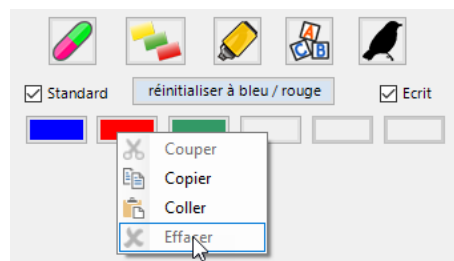 A
C B
Standard
réinitialiser à bleu / rouge
Ecrit
Couper
Copier
Coller
Effacer